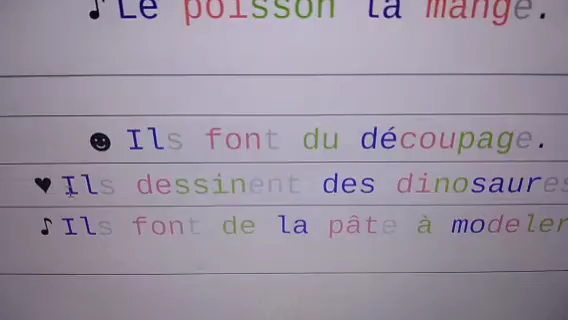 ♪ Le poisson la mange.
☻ Ils font du découpage.
♥ Ils dessinent des dinosaures
♪ Ils font de la pâte à modeler